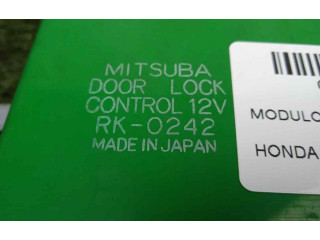 MITSUBA
DOOR LOCK
CONTROL 12V
RK-0242
MADE IN JAPAN
MODULO
HONDA